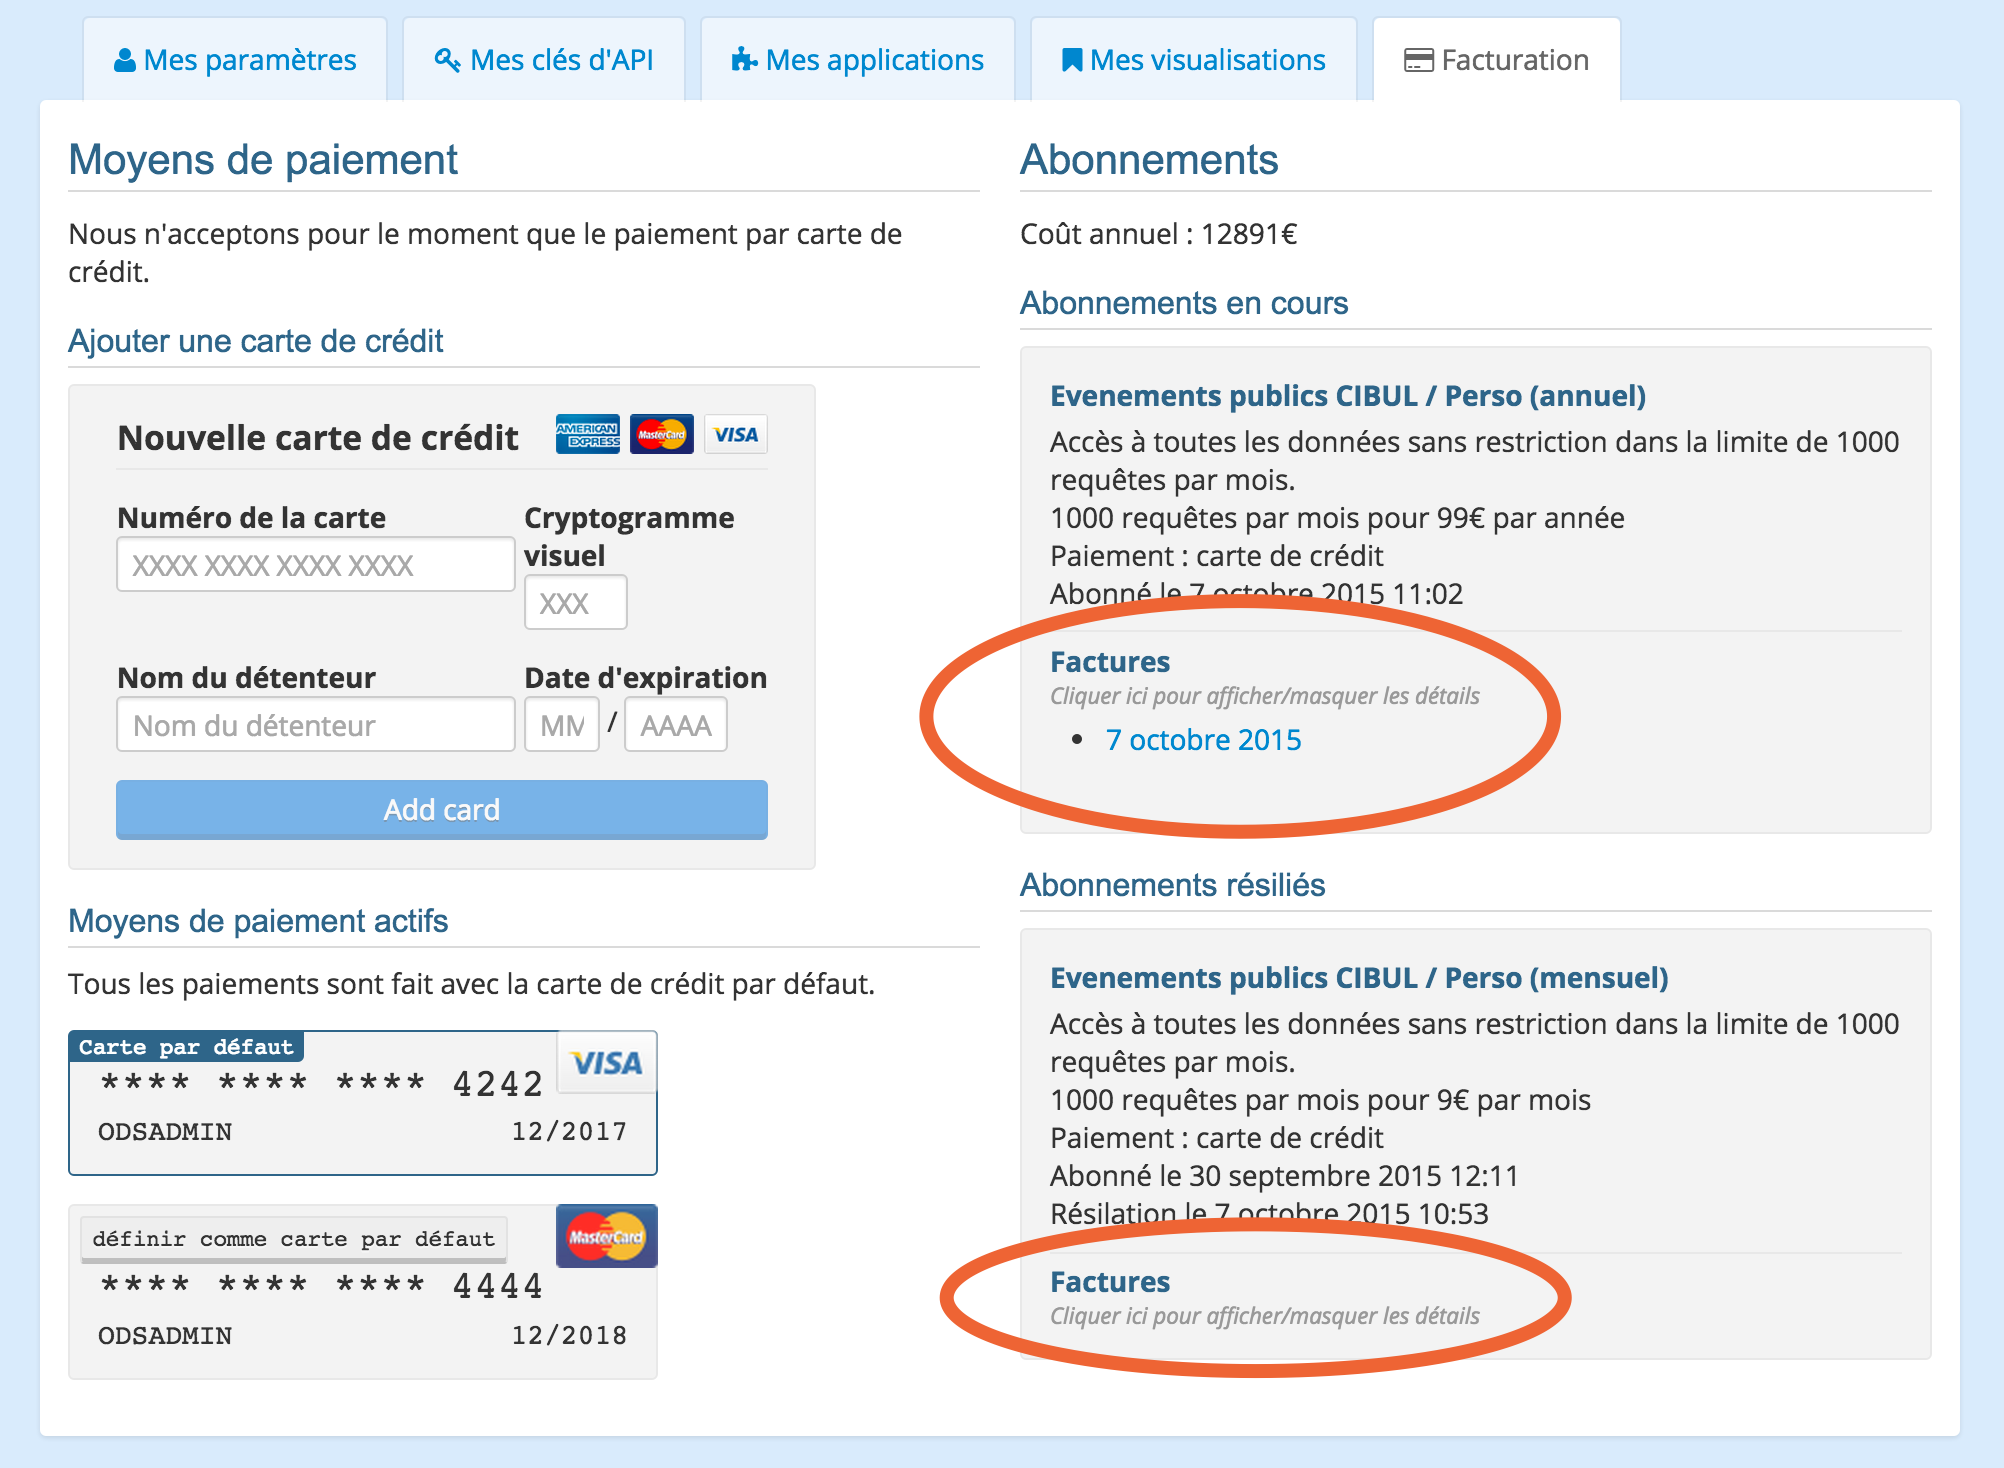 Mes paramètres
Mes clés d'API
Mes applications
Mes visualisations
Facturation
Moyens de paiement
Nous n'acceptons pour le moment que le paiement par carte de
crédit.
Ajouter une carte de crédit
Nouvelle carte de crédit
AMERICAN
EXPRESS
MasterCard
VISA
Numéro de la carte
XXXX XXXX XXXX XXXX
Cryptogramme
visuel
XXX
Nom du détenteur
Nom du détenteur
Date d'expiration
MM / AAAA
Add card
Moyens de paiement actifs
Tous les paiements sont fait avec la carte de crédit par défaut.
Carte par défaut
VISA
**** **** **** 4242
ODSADMIN 12/2017
définir comme carte par défaut
MasterCard
**** **** **** 4444
ODSADMIN 12/2018
Abonnements
Coût annuel : 12891€
Abonnements en cours
Evenements publics CIBUL / Perso (annuel)
Accès à toutes les données sans restriction dans la limite de 1000
requêtes par mois.
1000 requêtes par mois pour 99€ par année
Paiement : carte de crédit
Abonné le 7 octobre 2015 11:02
Factures
Cliquer ici pour afficher/masquer les détails
• 7 octobre 2015
Abonnements résiliés
Evenements publics CIBUL / Perso (mensuel)
Accès à toutes les données sans restriction dans la limite de 1000
requêtes par mois.
1000 requêtes par mois pour 9€ par mois
Paiement : carte de crédit
Abonné le 30 septembre 2015 12:11
Résilation le 7 octobre 2015 10:53
Factures
Cliquer ici pour afficher/masquer les détails